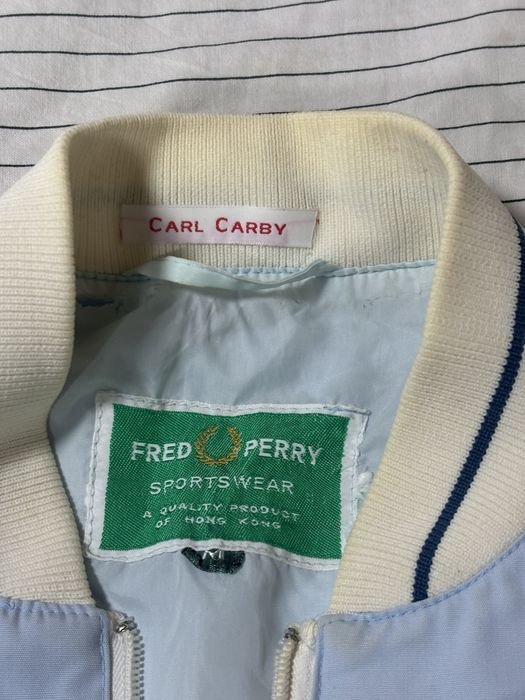 CARL CARBY
FRED PERRY
SPORTSWEAR
A QUALITY PRODUCT
OF HONG KONG